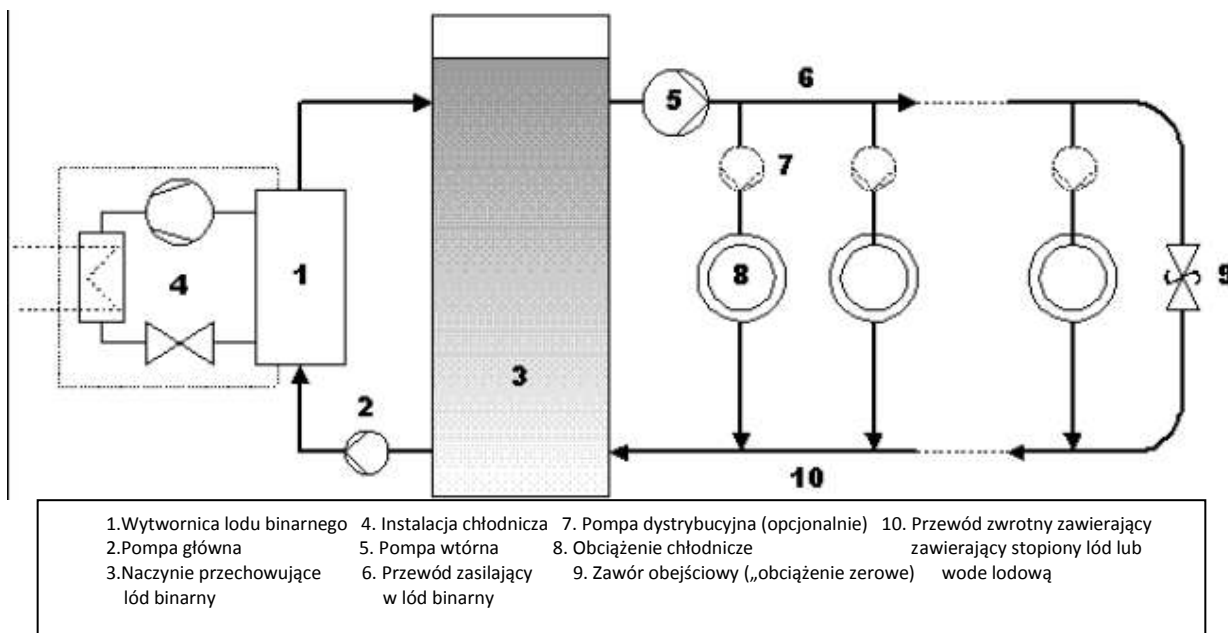 6
5
7
4
1
8
9
3
2
10
1.Wytwornica lodu binarnego 4. Instalacja chłodnicza 7. Pompa dystrybucyjna (opcjonalnie) 10. Przewód zwrotny zawierający
2.Pompa główna 5. Pompa wtórna 8. Obciążenie chłodnicze zawierający stopiony lód lub
3.Naczynie przechowujące 6. Przewód zasilający 9. Zawór obejściowy („obciążenie zerowe) wode lodową
lód binarny w lód binarny